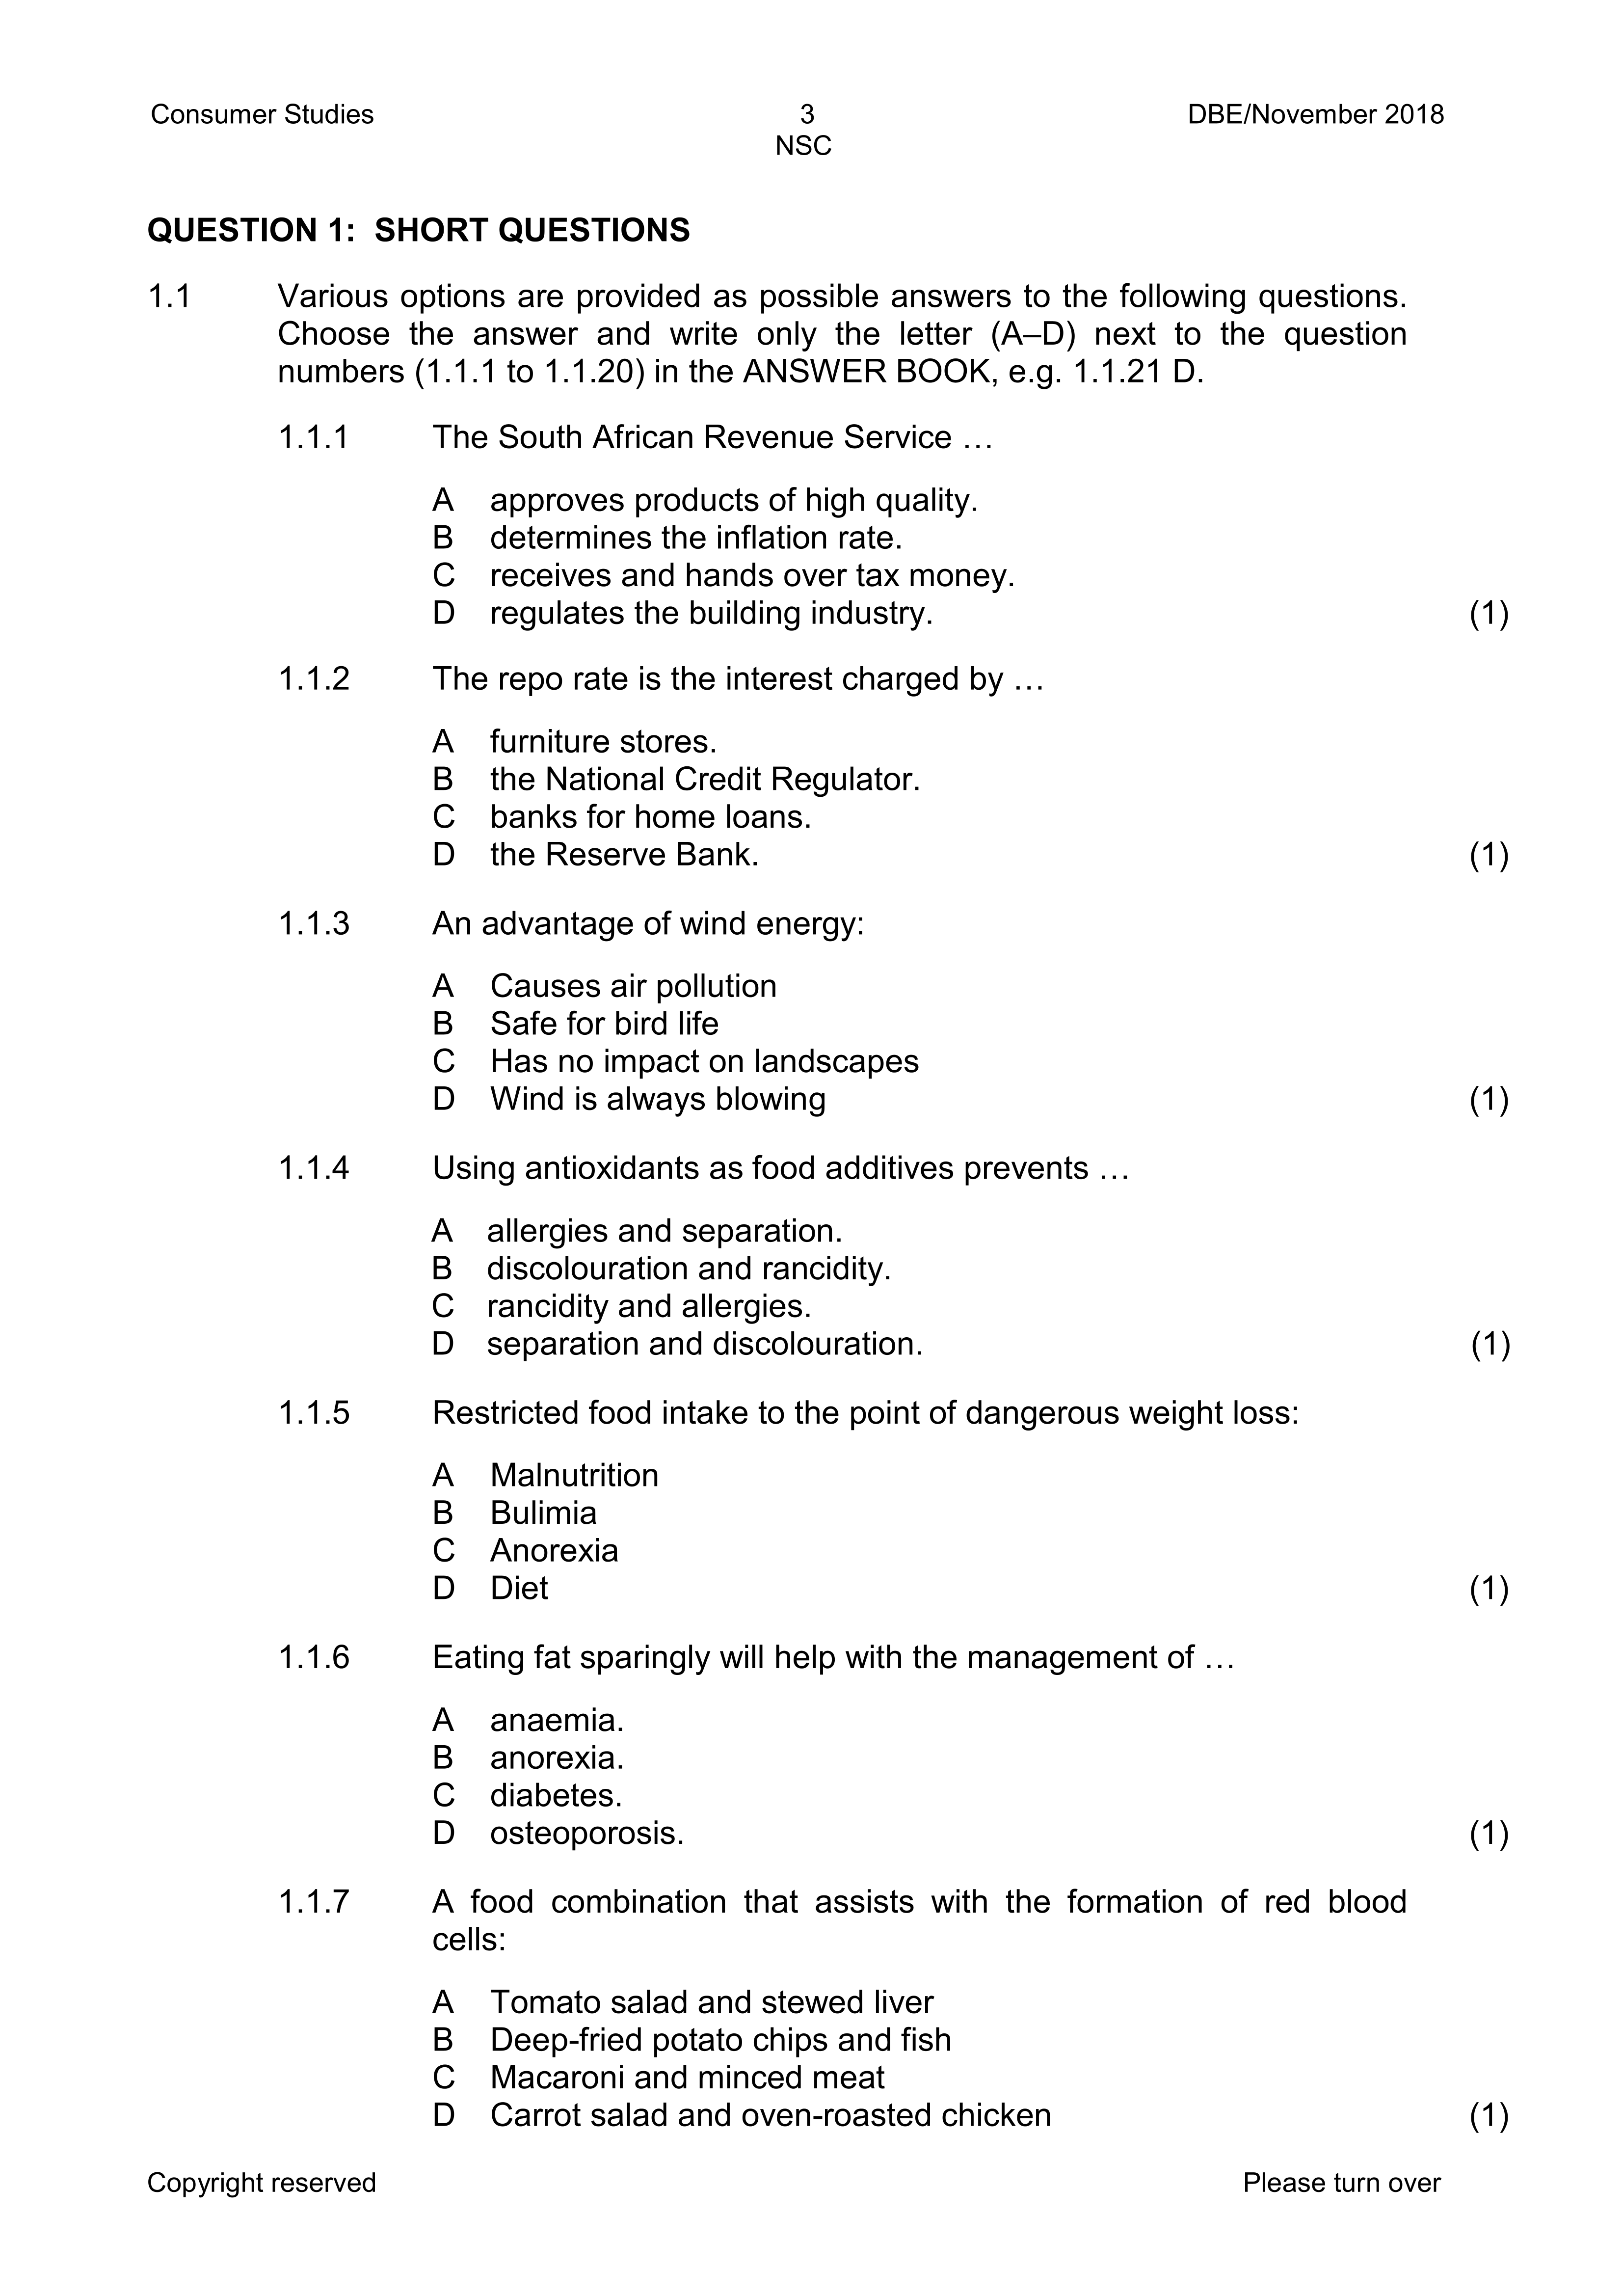 Consumer Studies 3 DBE/November 2018
NSC
QUESTION 1: SHORT QUESTIONS
1.1 Various options are provided as possible answers to the following questions.
Choose the answer and write only the letter (A–D) next to the question
numbers (1.1.1 to 1.1.20) in the ANSWER BOOK, e.g. 1.1.21 D.
1.1.1 The South African Revenue Service …
A approves products of high quality.
B determines the inflation rate.
C receives and hands over tax money.
D regulates the building industry. (1)
1.1.2 The repo rate is the interest charged by …
A furniture stores.
B the National Credit Regulator.
C banks for home loans.
D the Reserve Bank. (1)
1.1.3 An advantage of wind energy:
A Causes air pollution
B Safe for bird life
C Has no impact on landscapes
D Wind is always blowing (1)
1.1.4 Using antioxidants as food additives prevents …
A allergies and separation.
B discolouration and rancidity.
C rancidity and allergies.
D separation and discolouration. (1)
1.1.5 Restricted food intake to the point of dangerous weight loss:
A Malnutrition
B Bulimia
C Anorexia
D Diet (1)
1.1.6 Eating fat sparingly will help with the management of …
A anaemia.
B anorexia.
C diabetes.
D osteoporosis. (1)
1.1.7 A food combination that assists with the formation of red blood
cells:
A Tomato salad and stewed liver
B Deep-fried potato chips and fish
C Macaroni and minced meat
D Carrot salad and oven-roasted chicken (1)
Copyright reserved Please turn over